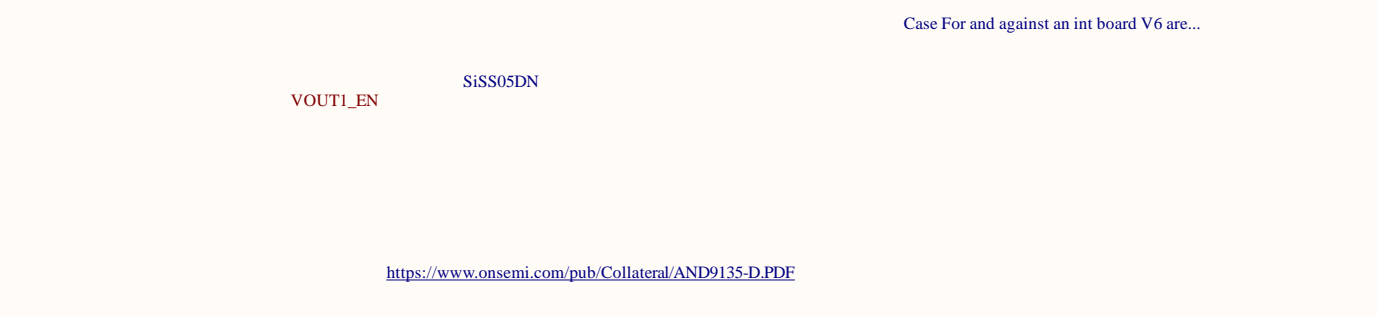 Case For and against an int board V6 are...
SiSS05DN
VOUT1_EN
https://www.onsemi.com/pub/Collateral/AND9135-D.PDF